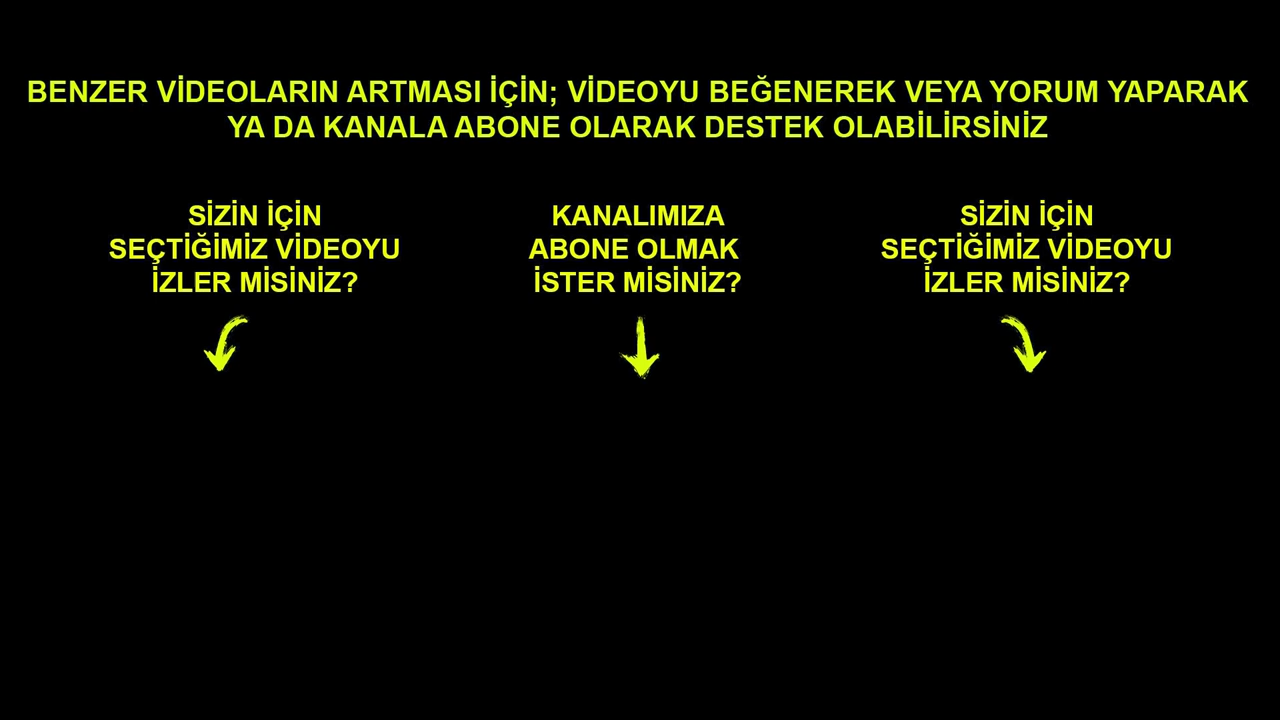 BENZER VİDEOLARIN ARTMASI İÇİN; VİDEOYU BEĞENEREK VEYA YORUM YAPARAK
YA DA KANALA ABONE OLARAK DESTEK OLABİLİRSİNİZ
SİZİN İÇİN
SEÇTİĞİMİZ VİDEOYU
İZLER MİSİNİZ?
KANALIMIZA
ABONE OLMAK
İSTER MİSİNİZ?
SİZİN İÇİN
SEÇTİĞİMİZ VİDEOYU
İZLER MİSİNİZ?